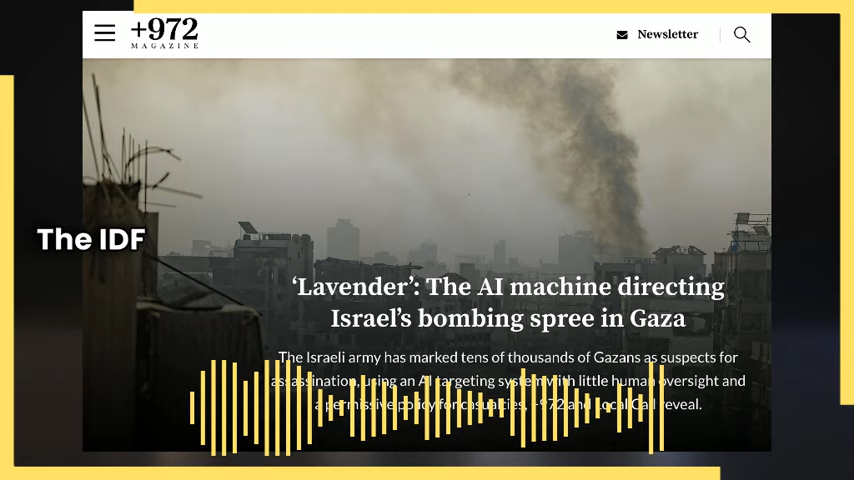 +972
MAGAZINE
Newsletter
The IDF
‘Lavender’: The AI machine directing
Israel’s bombing spree in Gaza
The Israeli army has marked tens of thousands of Gazans as suspects for
assassination, using an AI targeting system with little human oversight and
a permissive policy for casualties, +972 and Local Call reveal.